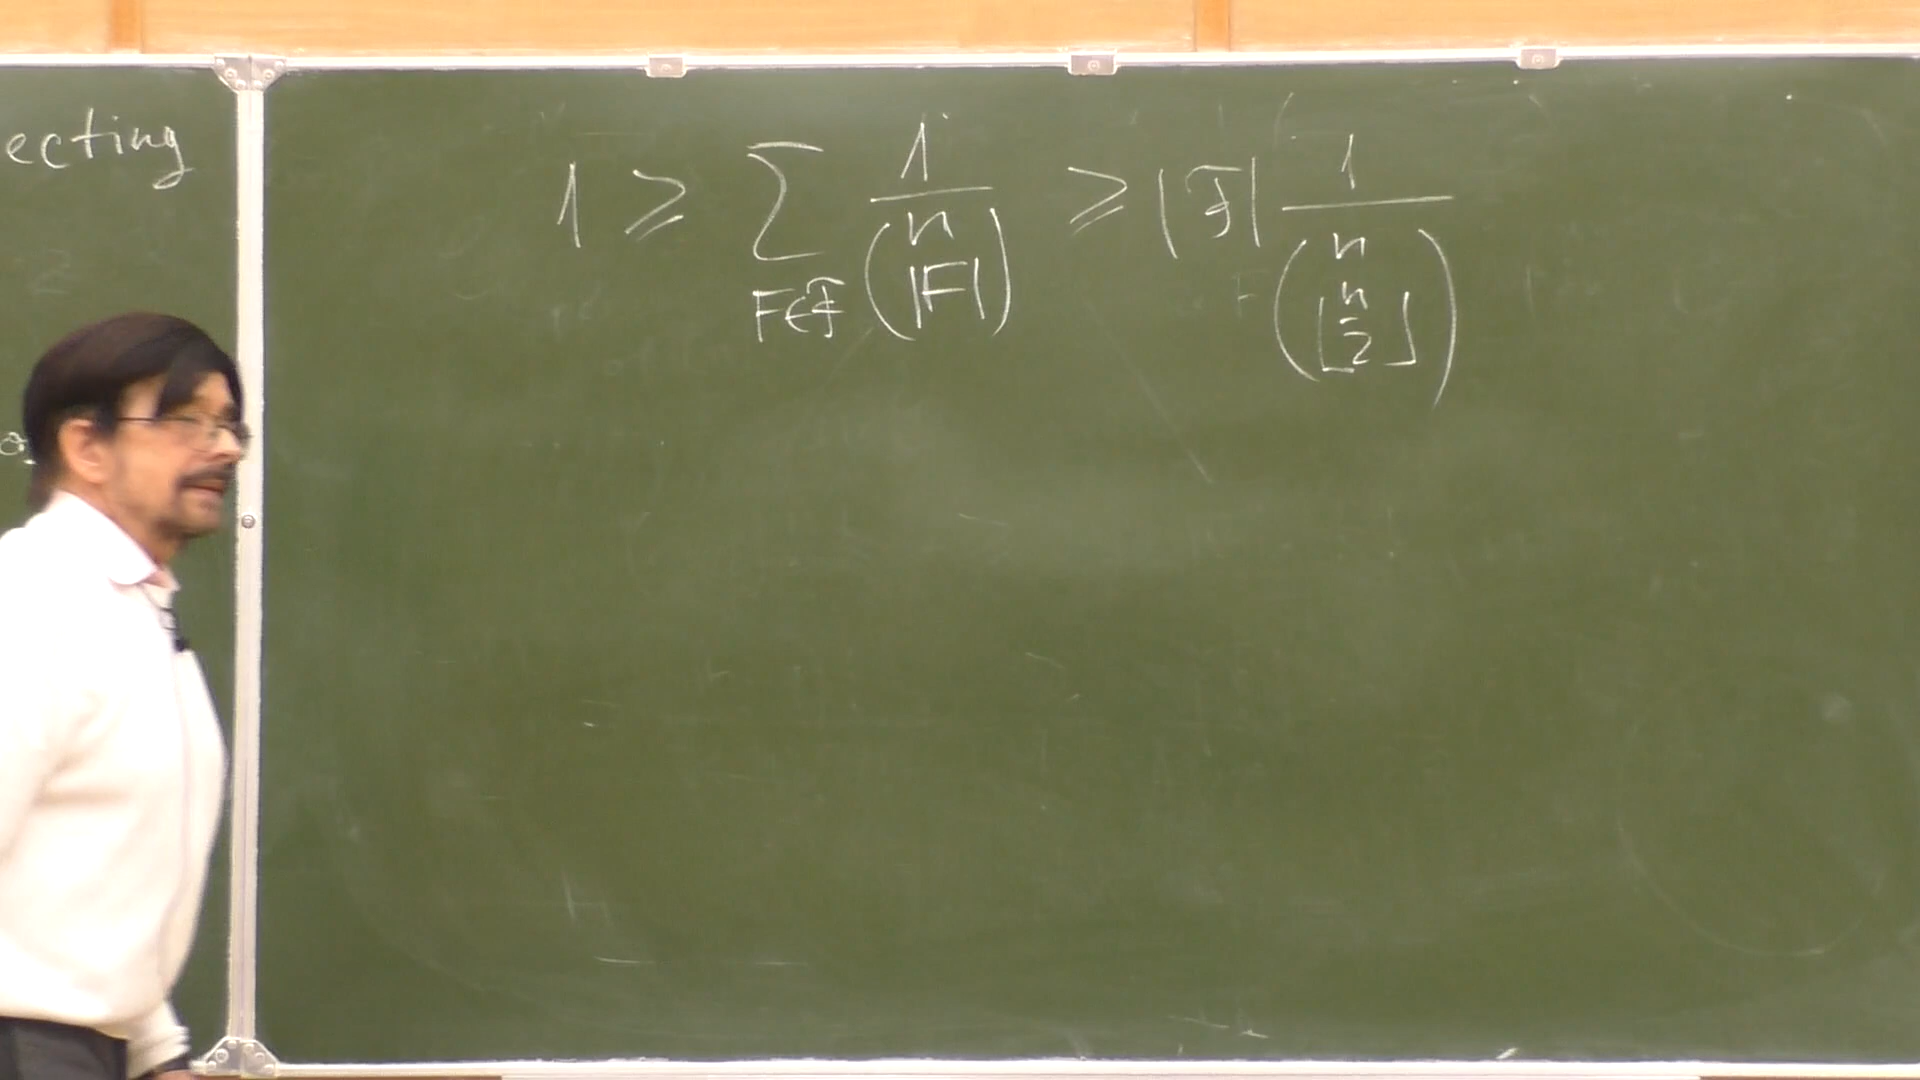 ecting
1 ≥ ∑_{F∈ℱ} 1/(n choose |F|) ≥ |ℱ| 1/(n choose ⌊n/2⌋)